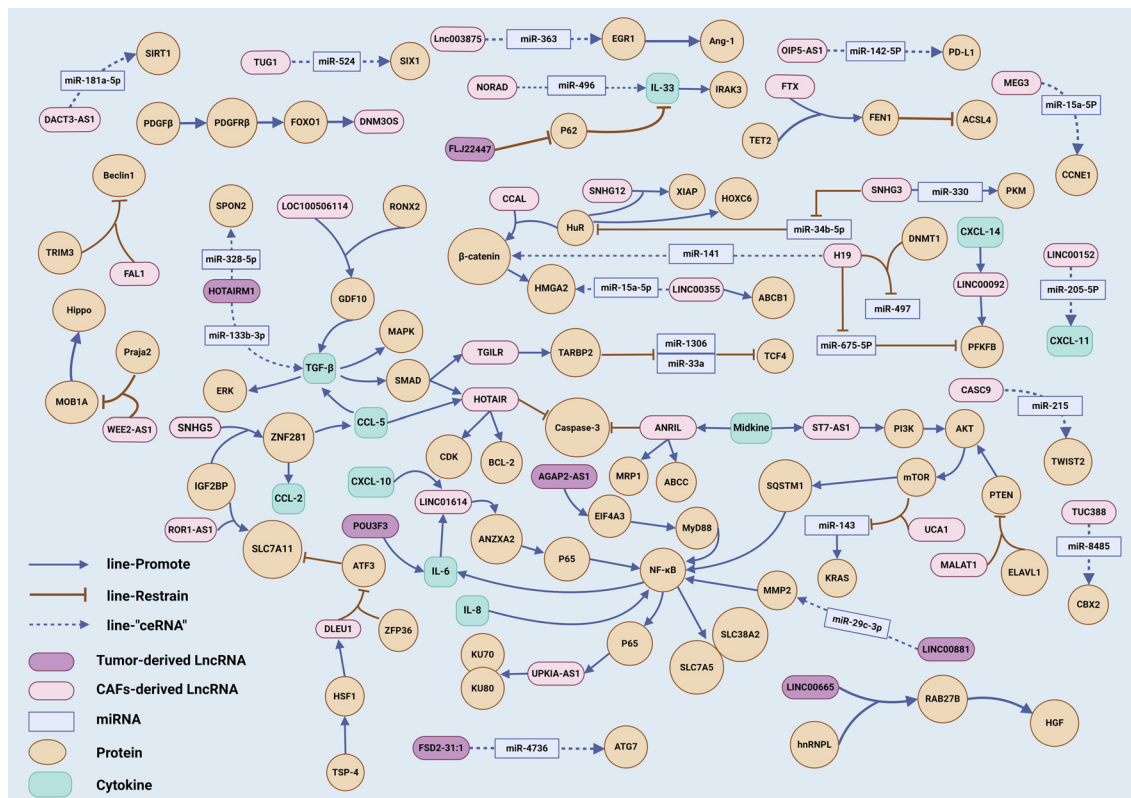 Lnc003875
miR-363
EGR1
Ang-1
SIRT1
miR-181a-5p
DACT3-AS1
TUG1
miR-524
SIX1
OIP5-AS1
miR-142-5P
PD-L1
NORAD
miR-496
IL-33
IRAK3
FTX
MEG3
miR-15a-5P
CCNE1
PDGFβ
PDGFRβ
FOXO1
DNM3OS
FLJ22447
P62
TET2
FEN1
ACSL4
Beclin1
TRIM3
FAL1
SPON2
miR-328-5p
HOTAIRM1
miR-133b-3p
LOC100506114
RONX2
GDF10
CCAL
SNHG12
XIAP
HOXC6
HuR
SNHG3
miR-330
PKM
miR-34b-5p
β-catenin
miR-141
H19
DNMT1
miR-497
CXCL-14
LINC00092
PFKFB
LINC00152
miR-205-5P
CXCL-11
HMGA2
miR-15a-5p
LINC00355
ABCB1
miR-675-5P
Hippo
Praja2
MOB1A
WEE2-AS1
TGF-β
MAPK
ERK
SMAD
TGILR
TARBP2
miR-1306
miR-33a
TCF4
CCL-5
HOTAIR
Caspase-3
ANRIL
Midkine
ST7-AS1
PI3K
AKT
CASC9
miR-215
TWIST2
SNHG5
ZNF281
CCL-2
IGF2BP
ROR1-AS1
SLC7A11
CDK
BCL-2
MRP1
ABCC
CXCL-10
LINC01614
AGAP2-AS1
EIF4A3
MyD88
SQSTM1
mTOR
PTEN
miR-143
UCA1
KRAS
MALAT1
ELAVL1
TUC388
miR-8485
CBX2
POU3F3
ANZXA2
P65
IL-6
NF-κB
MMP2
miR-29c-3p
LINC00881
ATF3
DLEU1
ZFP36
HSF1
TSP-4
IL-8
P65
UPKIA-AS1
KU70
KU80
SLC38A2
SLC7A5
LINC00665
hnRNPL
RAB27B
HGF
FSD2-31:1
miR-4736
ATG7
line-Promote
line-Restrain
line-"ceRNA"
Tumor-derived LncRNA
CAFs-derived LncRNA
miRNA
Protein
Cytokine